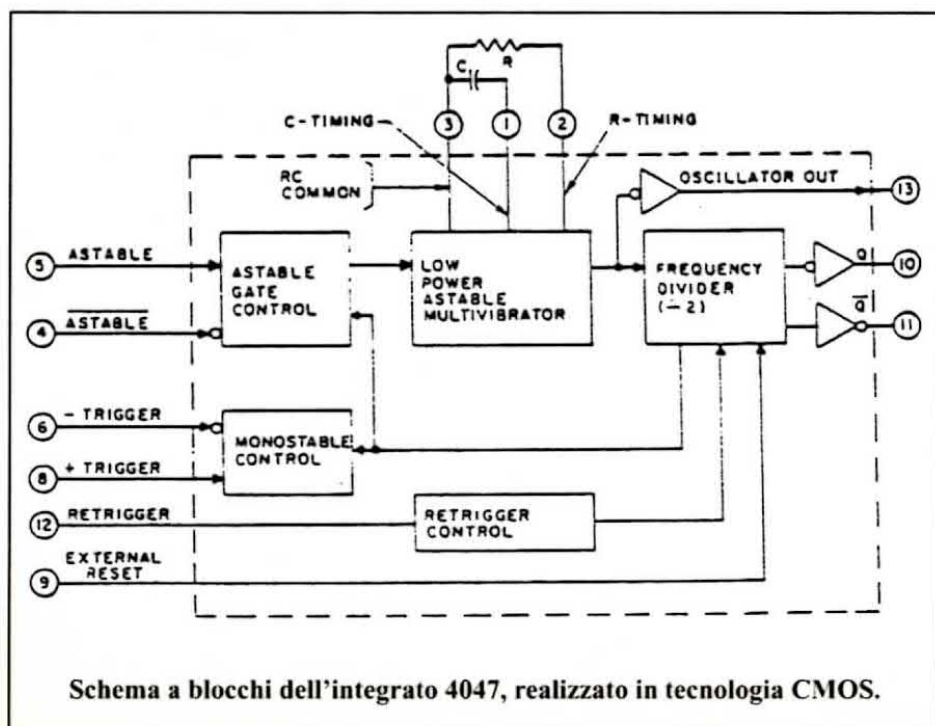 R
C
C-TIMING
3
1
2
R-TIMING
RC
COMMON
OSCILLATOR OUT
13
5
ASTABLE
ASTABLE
GATE
CONTROL
LOW
POWER
ASTABLE
MULTIVIBRATOR
FREQUENCY
DIVIDER
(÷2)
Q
10
4
ASTABLE
Q
11
6
- TRIGGER
MONOSTABLE
CONTROL
8
+ TRIGGER
12
RETRIGGER
RETRIGGER
CONTROL
9
EXTERNAL
RESET
Schema a blocchi dell'integrato 4047, realizzato in tecnologia CMOS.